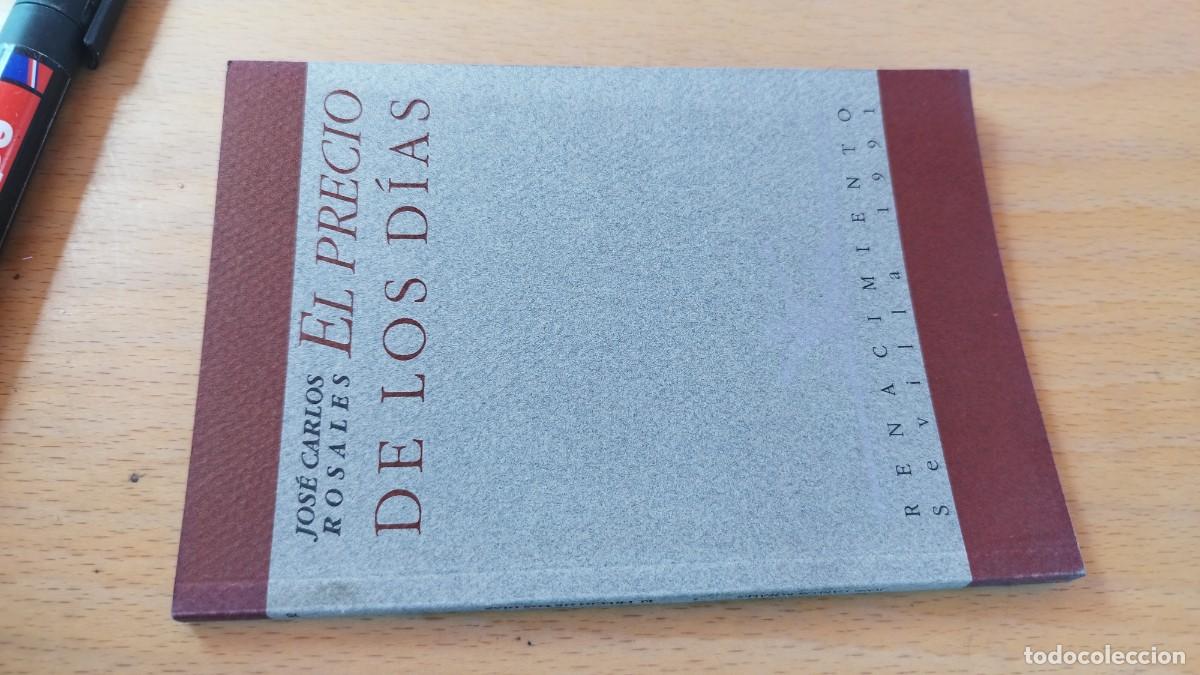 JOSÉ CARLOS
ROSALES
EL PRECIO
DE LOS DÍAS
RENACIMIENTO
Sevilla 1991
todocoleccion